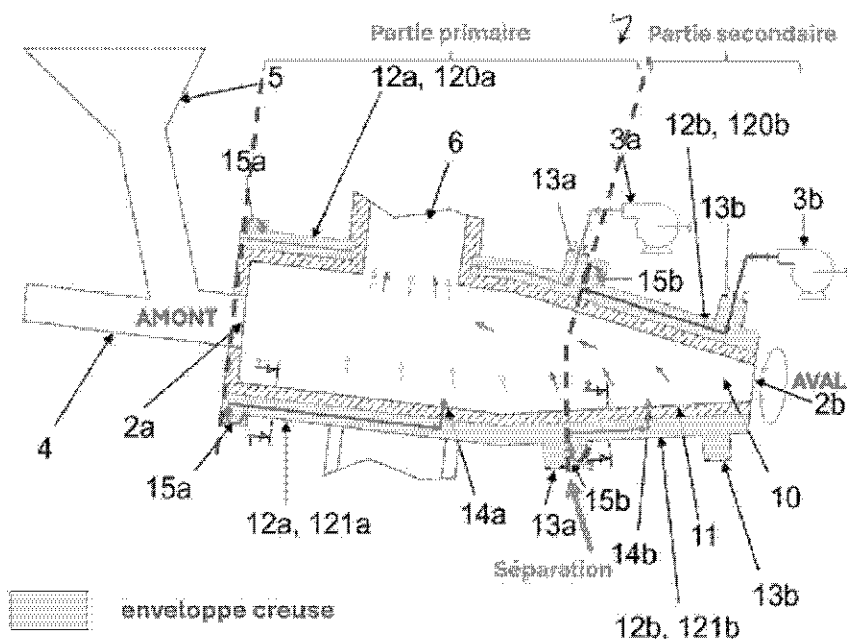 Partie primaire
Partie secondaire
7
5
12a, 120a
6
3a
12b, 120b
15a
13a
13b
3b
15b
AMONT
AVAL
2b
4
2a
15a
12a, 121a
14a
13a
15b
14b
11
10
13b
Séparation
12b, 121b
enveloppe creuse